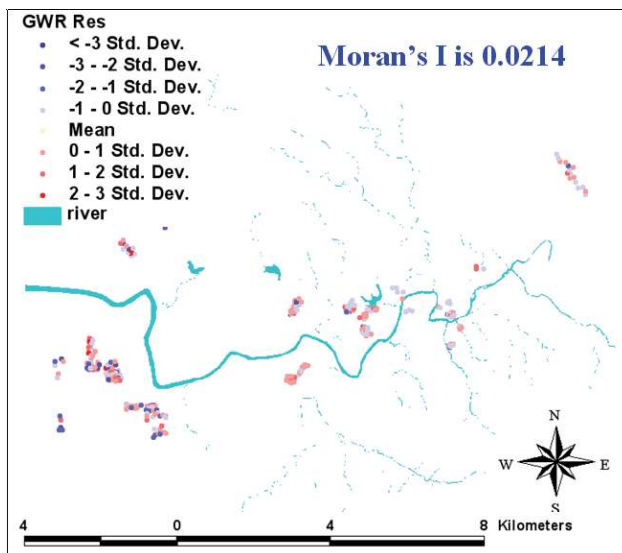 GWR Res
< -3 Std. Dev.
-3 - -2 Std. Dev.
-2 - -1 Std. Dev.
-1 - 0 Std. Dev.
Mean
0 - 1 Std. Dev.
1 - 2 Std. Dev.
2 - 3 Std. Dev.
river
Moran's I is 0.0214
N
W E
S
4 0 4 8 Kilometers